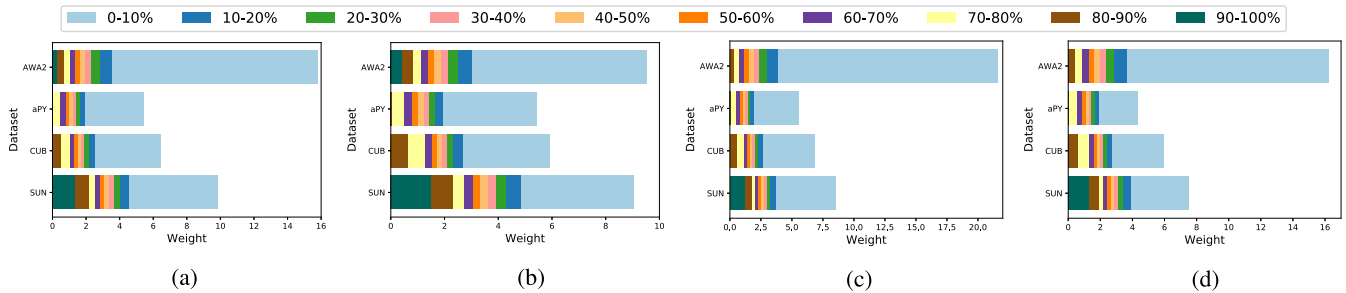 0-10% 10-20% 20-30% 30-40% 40-50% 50-60% 60-70% 70-80% 80-90% 90-100%
Dataset
AWA2
aPY
CUB
SUN
0 2 4 6 8 10 12 14 16
Weight
(a)
Dataset
AWA2
aPY
CUB
SUN
0 2 4 6 8 10
Weight
(b)
Dataset
AWA2
aPY
CUB
SUN
0,0 2,5 5,0 7,5 10,0 12,5 15,0 17,5 20,0
Weight
(c)
Dataset
AWA2
aPY
CUB
SUN
0 2 4 6 8 10 12 14 16
Weight
(d)